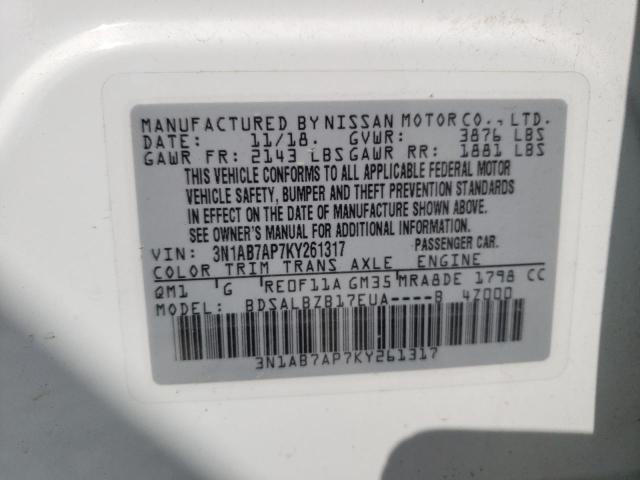 MANUFACTURED BY NISSAN MOTOR CO., LTD.
DATE: 11/18. GVWR: 3876 LBS
GAWR FR: 2143 LBS GAWR RR: 1881 LBS
THIS VEHICLE CONFORMS TO ALL APPLICABLE FEDERAL MOTOR
VEHICLE SAFETY, BUMPER AND THEFT PREVENTION STANDARDS
IN EFFECT ON THE DATE OF MANUFACTURE SHOWN ABOVE.
SEE OWNER'S MANUAL FOR ADDITIONAL INFORMATION.
VIN: 3N1AB7AP7KY261317 PASSENGER CAR.
COLOR TRIM TRANS AXLE ENGINE
QM1 G RE0F11A GM35 MRA8DE 1798 CC
MODEL: BDSALBZB17EUA----B 4Z000
3N1AB7AP7KY261317